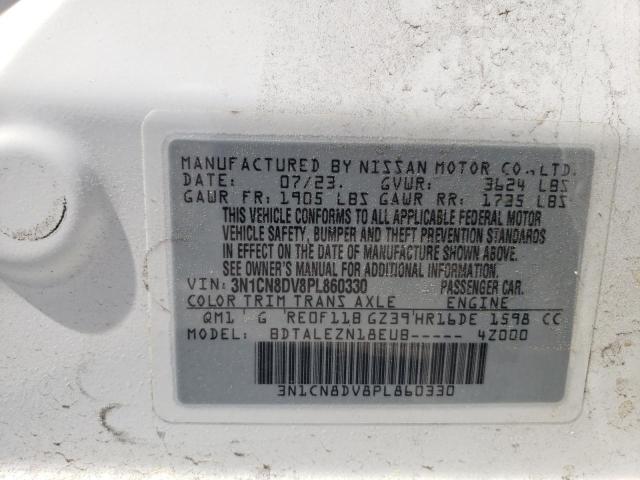 MANUFACTURED BY NISSAN MOTOR CO., LTD.
DATE: 07/23. GVWR: 3624 LBS
GAWR FR: 1905 LBS GAWR RR: 1735 LBS
THIS VEHICLE CONFORMS TO ALL APPLICABLE FEDERAL MOTOR
VEHICLE SAFETY, BUMPER AND THEFT PREVENTION STANDARDS
IN EFFECT ON THE DATE OF MANUFACTURE SHOWN ABOVE.
SEE OWNER'S MANUAL FOR ADDITIONAL INFORMATION.
VIN: 3N1CN8DV8PL860330 PASSENGER CAR.
COLOR TRIM TRANS AXLE ENGINE
QM1 G RE0F11B GZ39 HR16DE 1598 CC
MODEL: BDTALEZN18EUB----- 4Z000
3N1CN8DV8PL860330